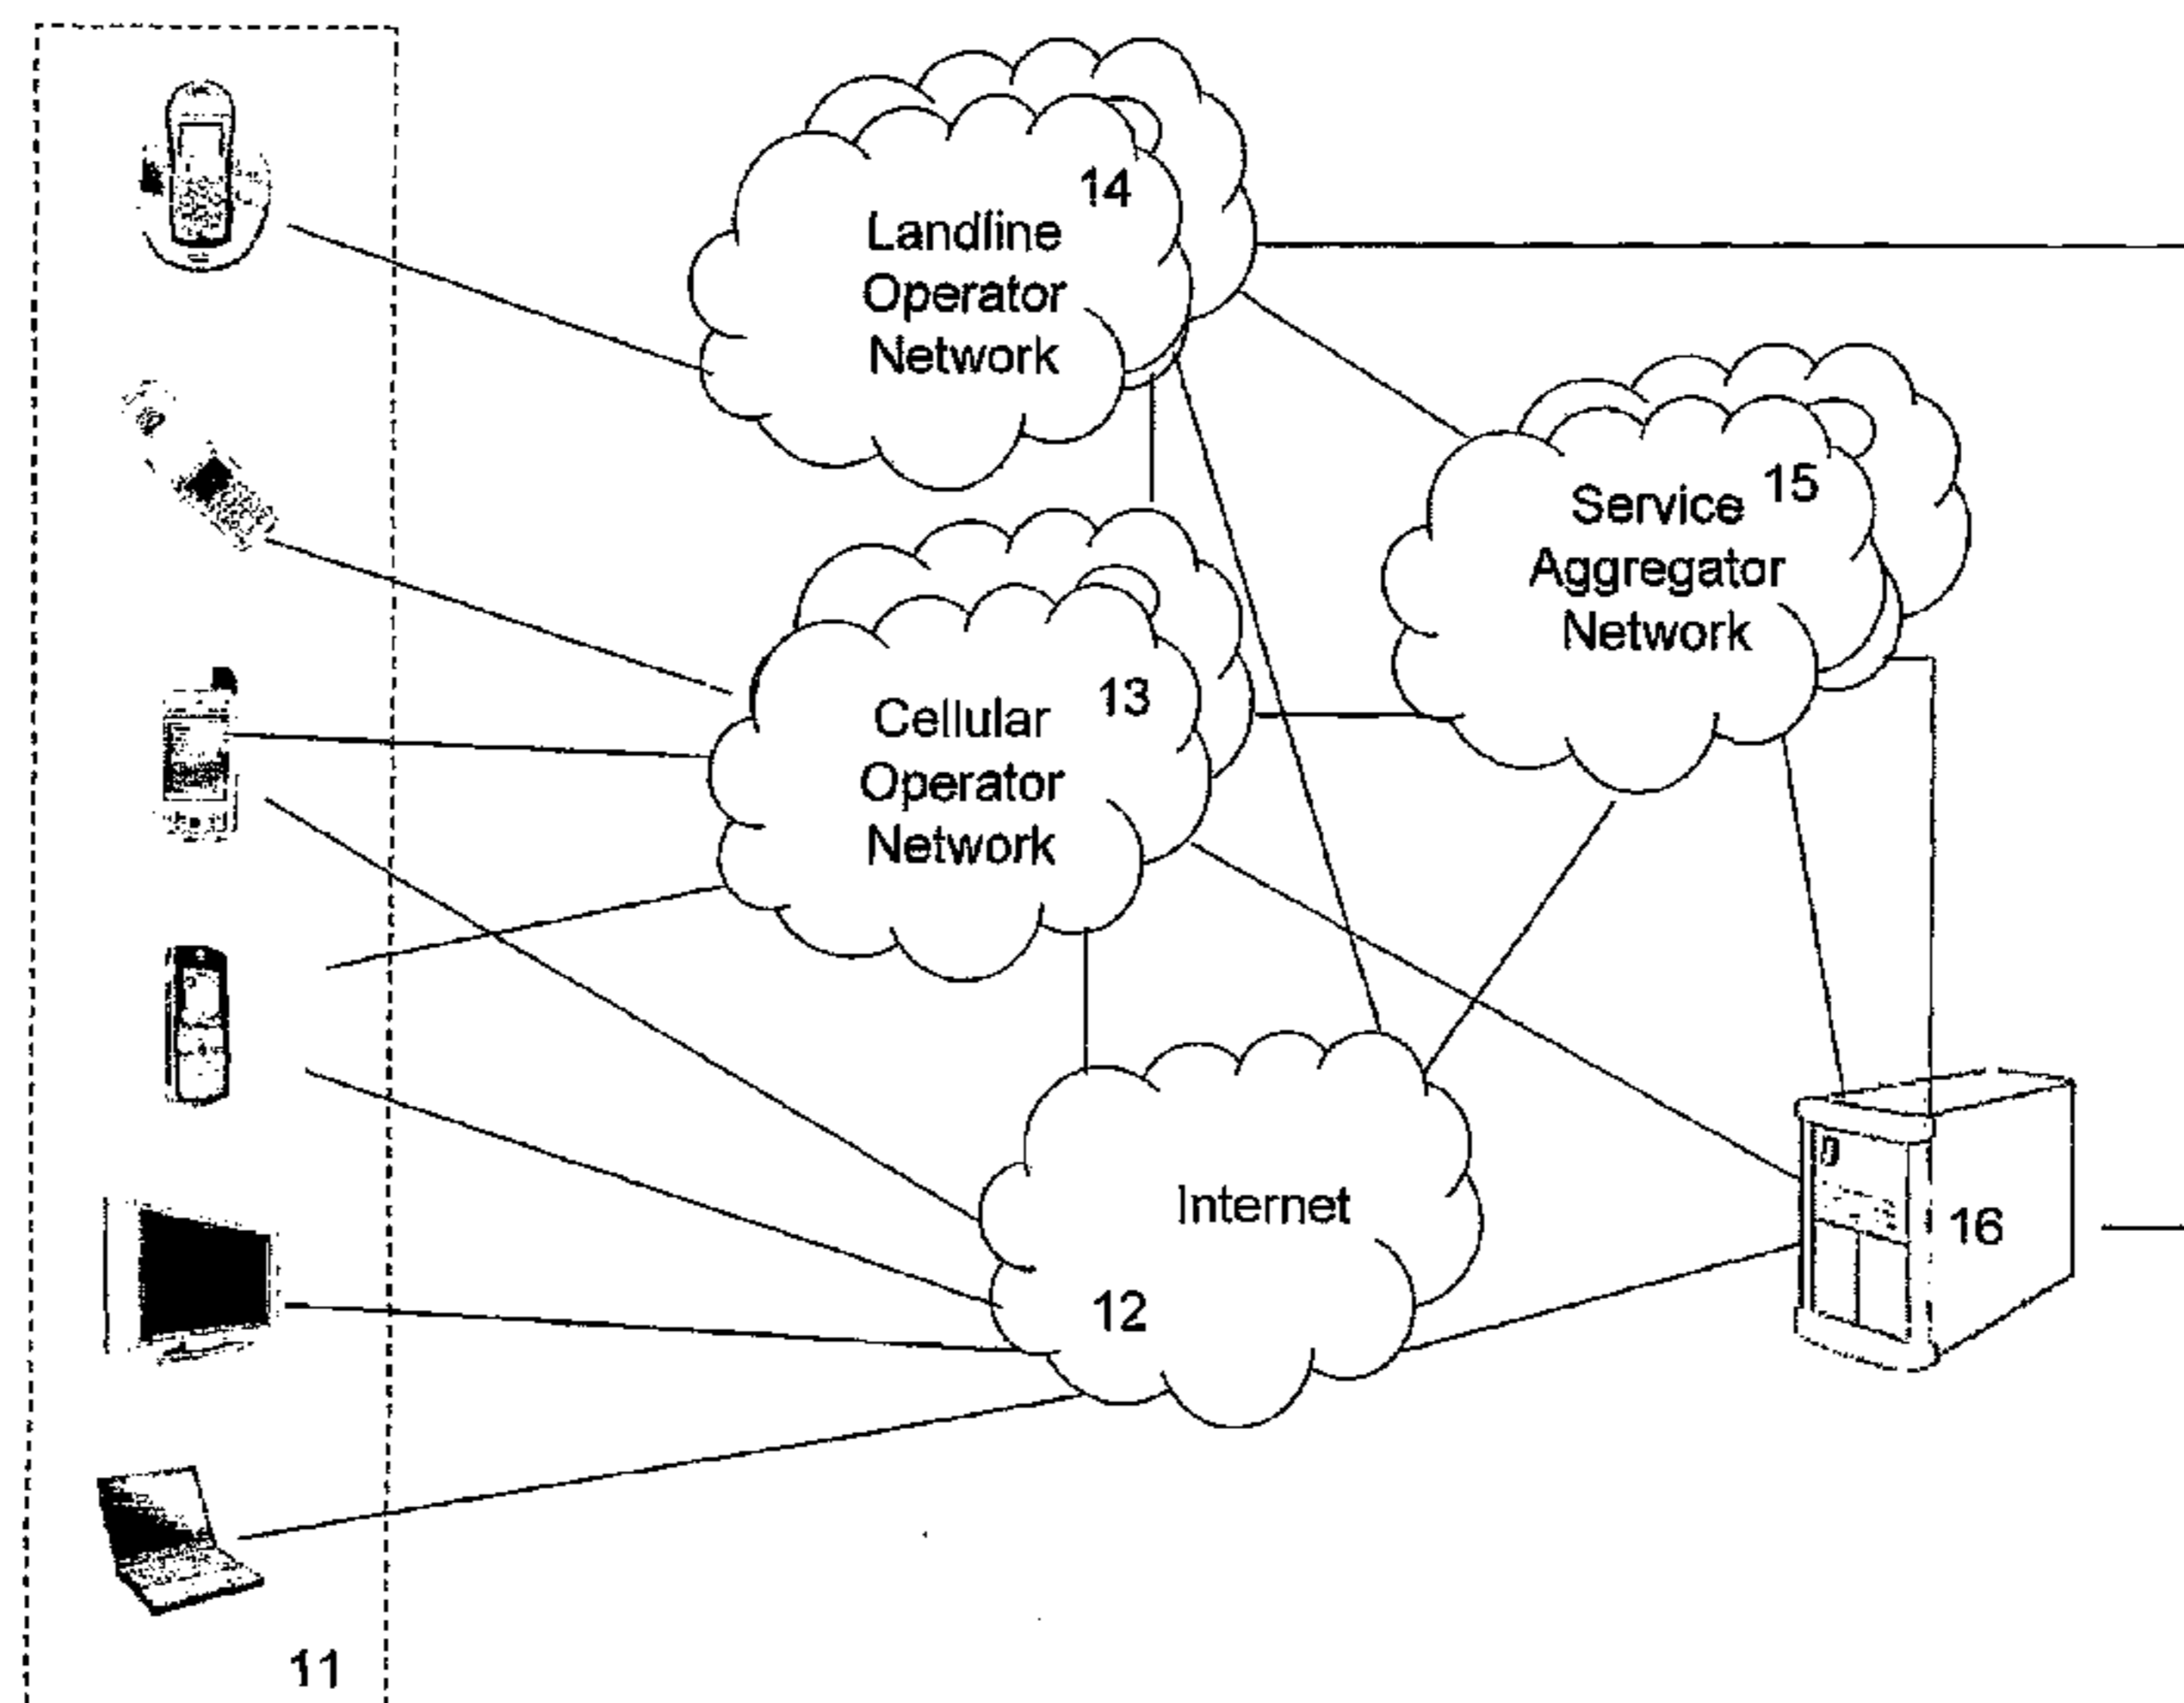 14
Landline
Operator
Network
15
Service
Aggregator
Network
13
Cellular
Operator
Network
Internet
12
16
11